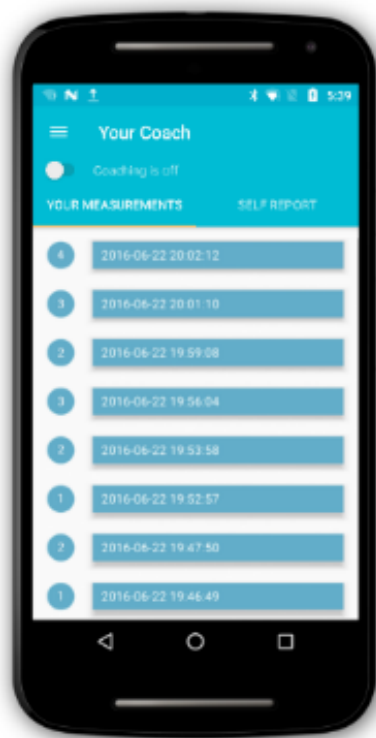 5:39
Your Coach
Coaching is off
YOUR MEASUREMENTS SELF REPORT
4 2016-06-22 20:02:12
3 2016-06-22 20:01:10
2 2016-06-22 19:59:08
3 2016-06-22 19:56:04
2 2016-06-22 19:53:58
1 2016-06-22 19:52:57
2 2016-06-22 19:47:50
1 2016-06-22 19:46:49